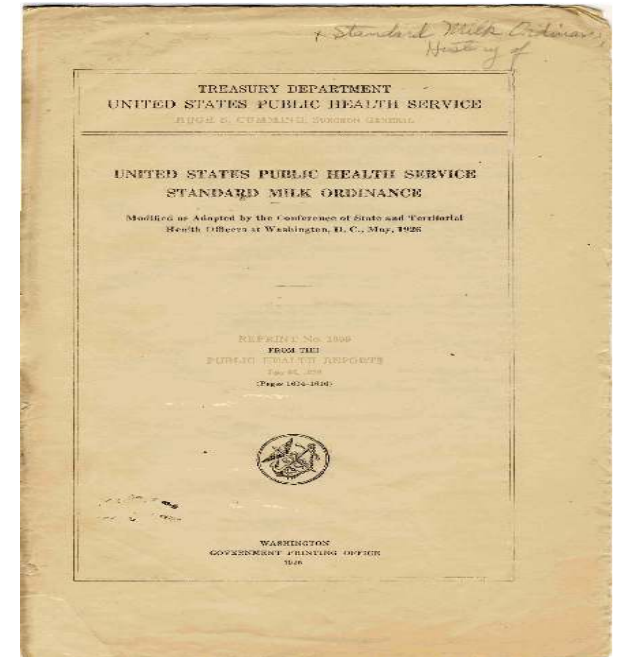 Standard Milk Ordinance,
History of
TREASURY DEPARTMENT
UNITED STATES PUBLIC HEALTH SERVICE
HUGH S. CUMMING, SURGEON GENERAL
UNITED STATES PUBLIC HEALTH SERVICE
STANDARD MILK ORDINANCE
Modified as Adopted by the Conference of State and Territorial
Health Officers at Washington, D. C., May, 1926
REPRINT No.
FROM THE
PUBLIC HEALTH REPORTS
(Pages
WASHINGTON
GOVERNMENT PRINTING OFFICE
1926